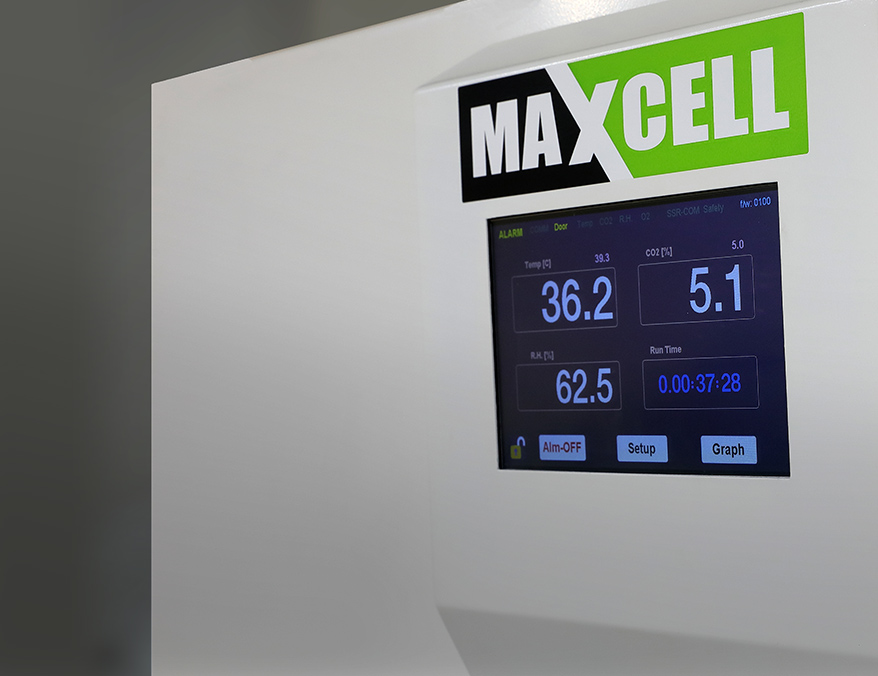 MAXCELL
ALARM COMM Door Temp CO2 R.H O2 SSR-COM Safety f/w: 0100
Temp [C] 39.3
CO2 [%] 5.0
36.2
5.1
R.H. [%]
Run Time
62.5
0.00:37:28
Alm-OFF Setup Graph